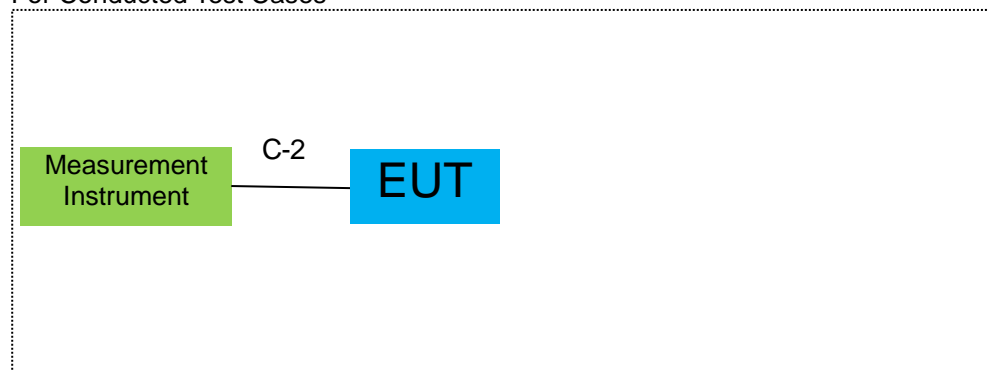 For Conducted Test Cases
C-2
Measurement
Instrument
EUT